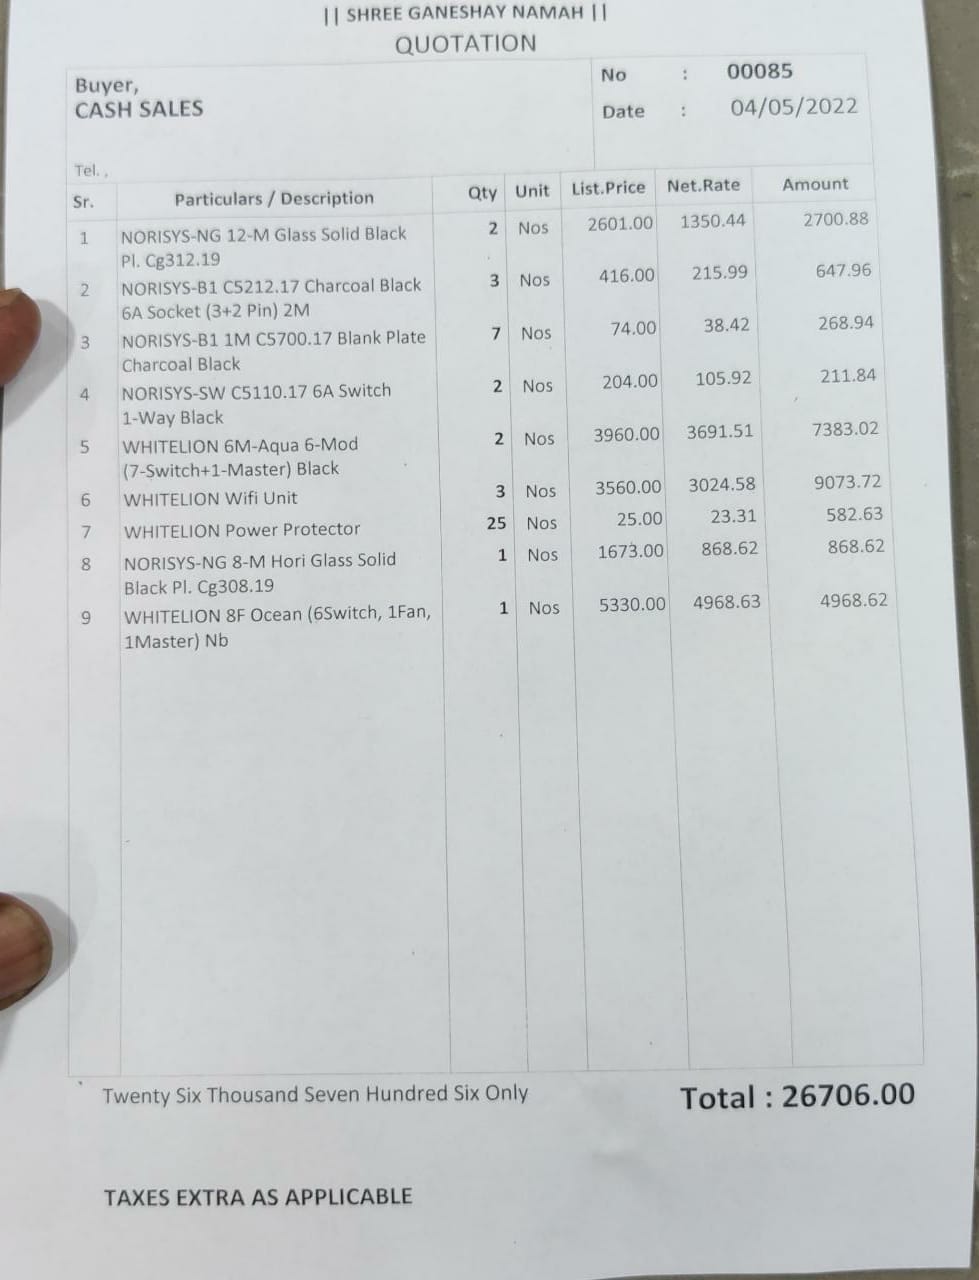 || SHREE GANESHAY NAMAH ||
QUOTATION
Buyer,
CASH SALES
No : 00085
Date : 04/05/2022
Tel. ,
Sr. Particulars / Description Qty Unit List.Price Net.Rate Amount
1 NORISYS-NG 12-M Glass Solid Black 2 Nos 2601.00 1350.44 2700.88
Pl. Cg312.19
2 NORISYS-B1 C5212.17 Charcoal Black 3 Nos 416.00 215.99 647.96
6A Socket (3+2 Pin) 2M
3 NORISYS-B1 1M C5700.17 Blank Plate 7 Nos 74.00 38.42 268.94
Charcoal Black
4 NORISYS-SW C5110.17 6A Switch 2 Nos 204.00 105.92 211.84
1-Way Black
5 WHITELION 6M-Aqua 6-Mod 2 Nos 3960.00 3691.51 7383.02
(7-Switch+1-Master) Black
6 WHITELION Wifi Unit 3 Nos 3560.00 3024.58 9073.72
7 WHITELION Power Protector 25 Nos 25.00 23.31 582.63
8 NORISYS-NG 8-M Hori Glass Solid 1 Nos 1673.00 868.62 868.62
Black Pl. Cg308.19
9 WHITELION 8F Ocean (6Switch, 1Fan, 1 Nos 5330.00 4968.63 4968.62
1Master) Nb
Twenty Six Thousand Seven Hundred Six Only Total : 26706.00
TAXES EXTRA AS APPLICABLE